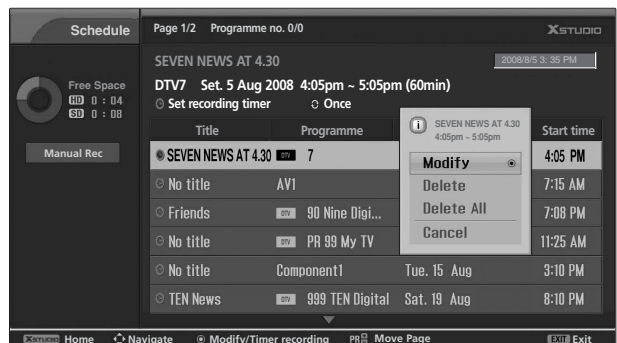 Schedule
Page 1/2 Programme no. 0/0
XSTUDIO
SEVEN NEWS AT 4.30
2008/8/5 3: 35 PM
DTV7 Set. 5 Aug 2008 4:05pm ~ 5:05pm (60min)
Set recording timer Once
Free Space
HD 0 : 04
SD 0 : 08
Manual Rec
Title Programme Start time
SEVEN NEWS AT 4.30 DTV 7 4:05 PM
No title AV1 7:15 AM
Friends DTV 90 Nine Digi... 7:08 PM
No title DTV PR 99 My TV 11:25 AM
No title Component1 Tue. 15 Aug 3:10 PM
TEN News DTV 999 TEN Digital Sat. 19 Aug 8:10 PM
i SEVEN NEWS AT 4.30
4:05pm ~ 5:05pm
Modify
Delete
Delete All
Cancel
XSTUDIO Home Navigate Modify/Timer recording PR Move Page EXIT Exit